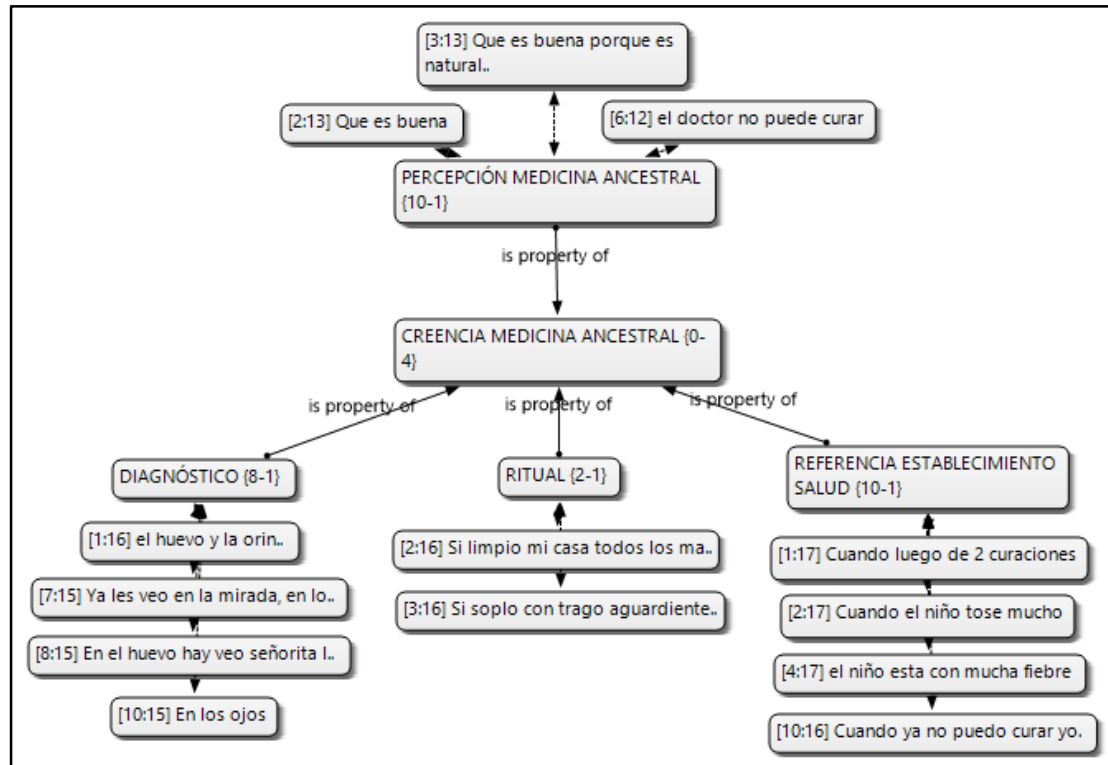 [3:13] Que es buena porque es
natural..
[2:13] Que es buena
[6:12] el doctor no puede curar
PERCEPCIÓN MEDICINA ANCESTRAL
{10-1}
is property of
CREENCIA MEDICINA ANCESTRAL {0-
4}
is property of
is property of
is property of
DIAGNÓSTICO {8-1}
RITUAL {2-1}
REFERENCIA ESTABLECIMIENTO
SALUD {10-1}
[1:16] el huevo y la orin..
[7:15] Ya les veo en la mirada, en lo..
[8:15] En el huevo hay veo señorita l..
[10:15] En los ojos
[2:16] Si limpio mi casa todos los ma..
[3:16] Si soplo con trago aguardiente..
[1:17] Cuando luego de 2 curaciones
[2:17] Cuando el niño tose mucho
[4:17] el niño esta con mucha fiebre
[10:16] Cuando ya no puedo curar yo.